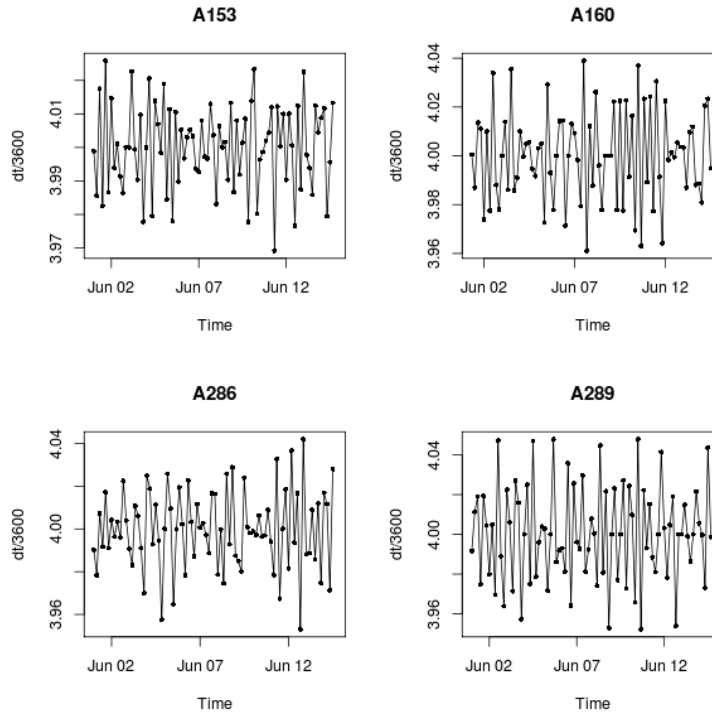 A153
dt/3600
4.01
3.99
3.97
Jun 02 Jun 07 Jun 12
Time
A160
dt/3600
4.04
4.02
4.00
3.98
3.96
Jun 02 Jun 07 Jun 12
Time
A286
dt/3600
4.04
4.00
3.96
Jun 02 Jun 07 Jun 12
Time
A289
dt/3600
4.04
4.00
3.96
Jun 02 Jun 07 Jun 12
Time